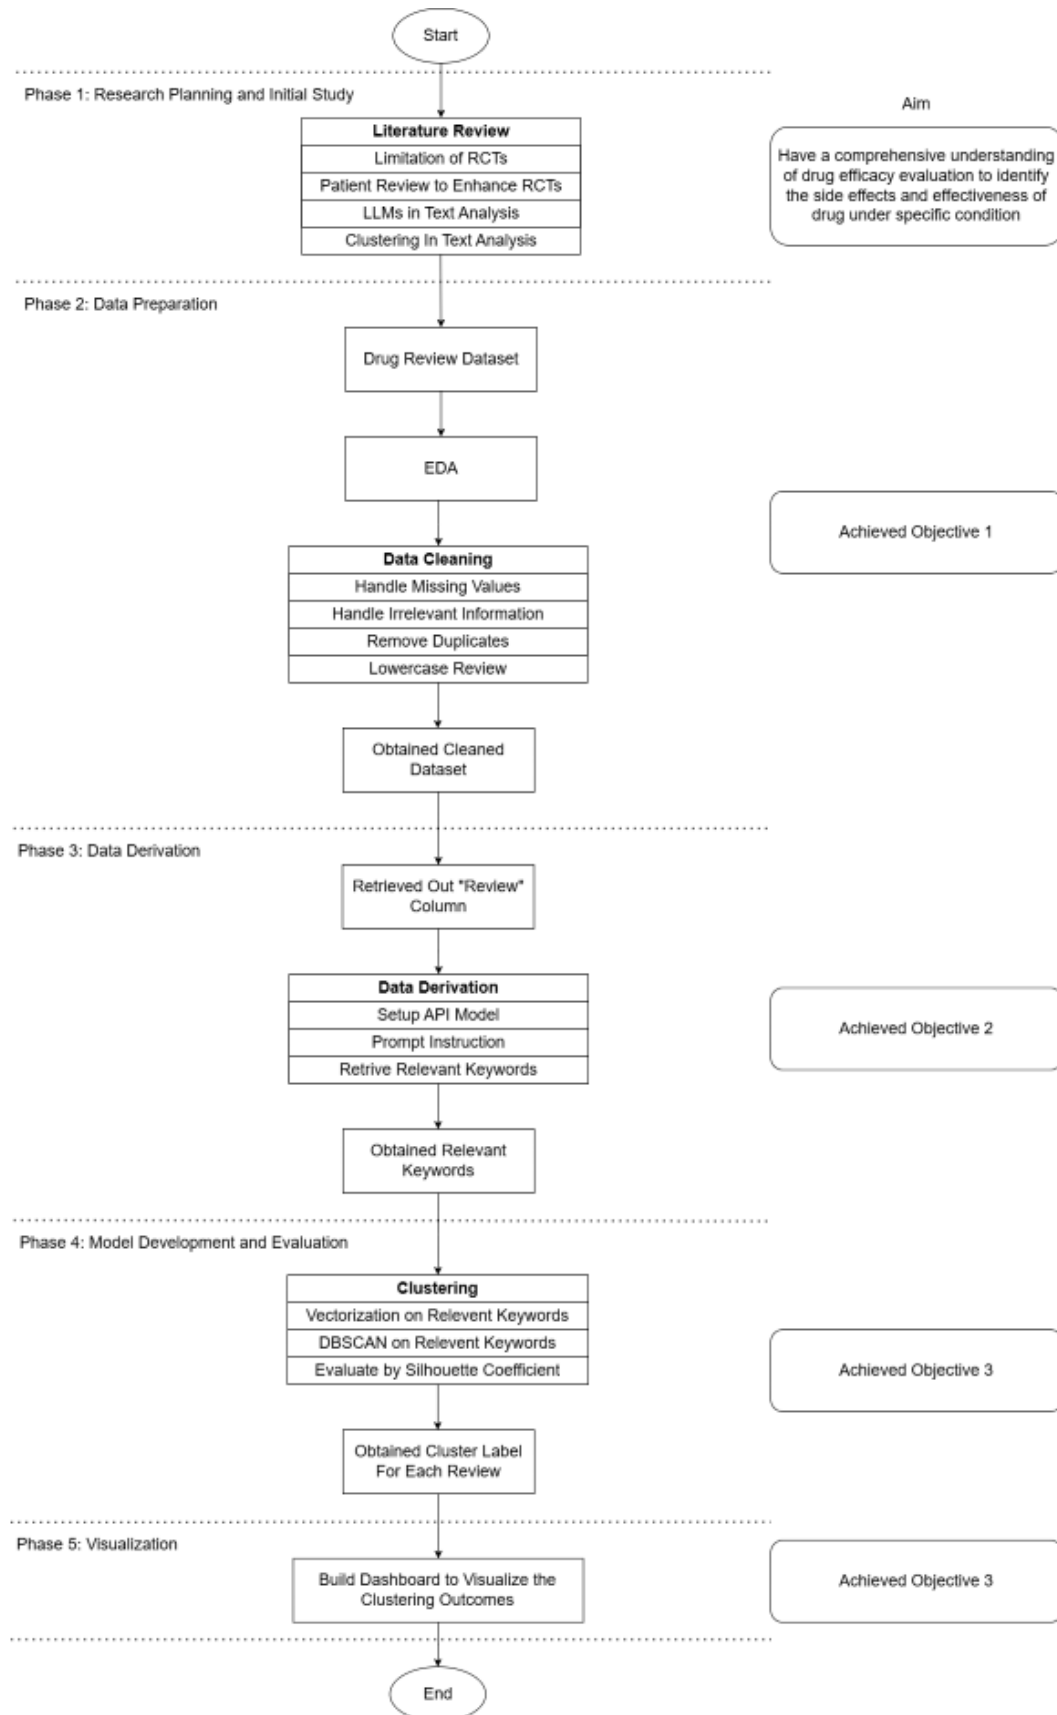 Start
Phase 1: Research Planning and Initial Study
Aim
Literature Review
Limitation of RCTs
Patient Review to Enhance RCTs
LLMs in Text Analysis
Clustering In Text Analysis
Have a comprehensive understanding
of drug efficacy evaluation to identify
the side effects and effectiveness of
drug under specific condition
Phase 2: Data Preparation
Drug Review Dataset
EDA
Achieved Objective 1
Data Cleaning
Handle Missing Values
Handle Irrelevant Information
Remove Duplicates
Lowercase Review
Obtained Cleaned
Dataset
Phase 3: Data Derivation
Retrieved Out "Review"
Column
Data Derivation
Setup API Model
Prompt Instruction
Retrive Relevant Keywords
Achieved Objective 2
Obtained Relevant
Keywords
Phase 4: Model Development and Evaluation
Clustering
Vectorization on Relevent Keywords
DBSCAN on Relevent Keywords
Evaluate by Silhouette Coefficient
Achieved Objective 3
Obtained Cluster Label
For Each Review
Phase 5: Visualization
Build Dashboard to Visualize the
Clustering Outcomes
Achieved Objective 3
End